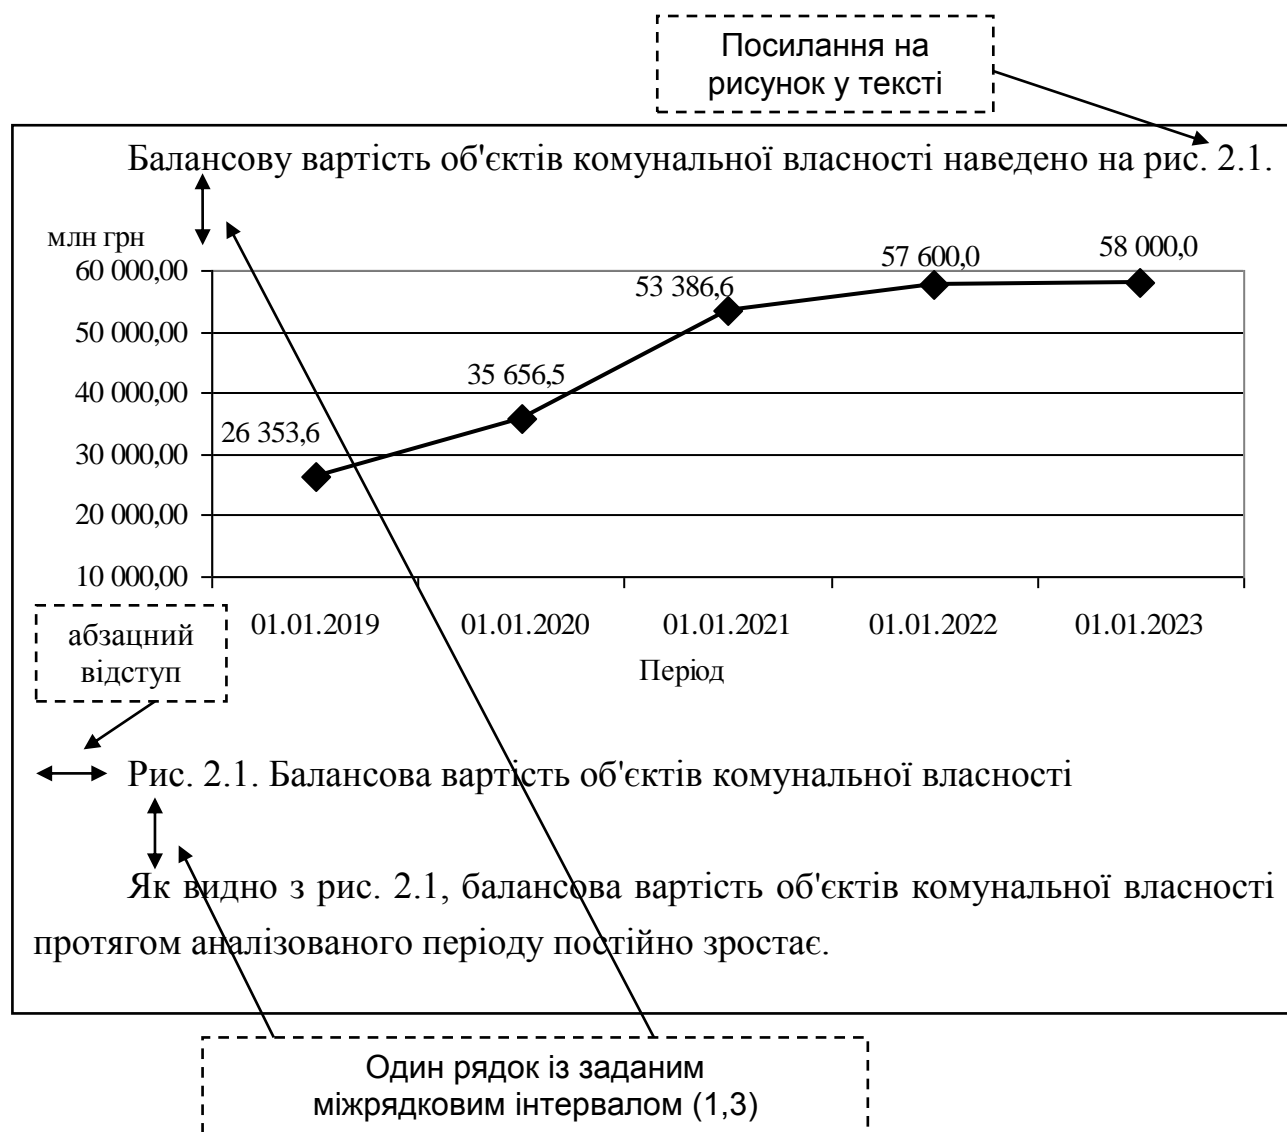 Посилання на
рисунок у тексті
Балансову вартість об'єктів комунальної власності наведено на рис. 2.1.
млн грн
60 000,00
50 000,00
40 000,00
30 000,00
20 000,00
10 000,00
26 353,6
35 656,5
53 386,6
57 600,0
58 000,0
01.01.2019
01.01.2020
01.01.2021
01.01.2022
01.01.2023
Період
абзацний
відступ
Рис. 2.1. Балансова вартість об'єктів комунальної власності
Як видно з рис. 2.1, балансова вартість об'єктів комунальної власності
протягом аналізованого періоду постійно зростає.
Один рядок із заданим
міжрядковим інтервалом (1,3)